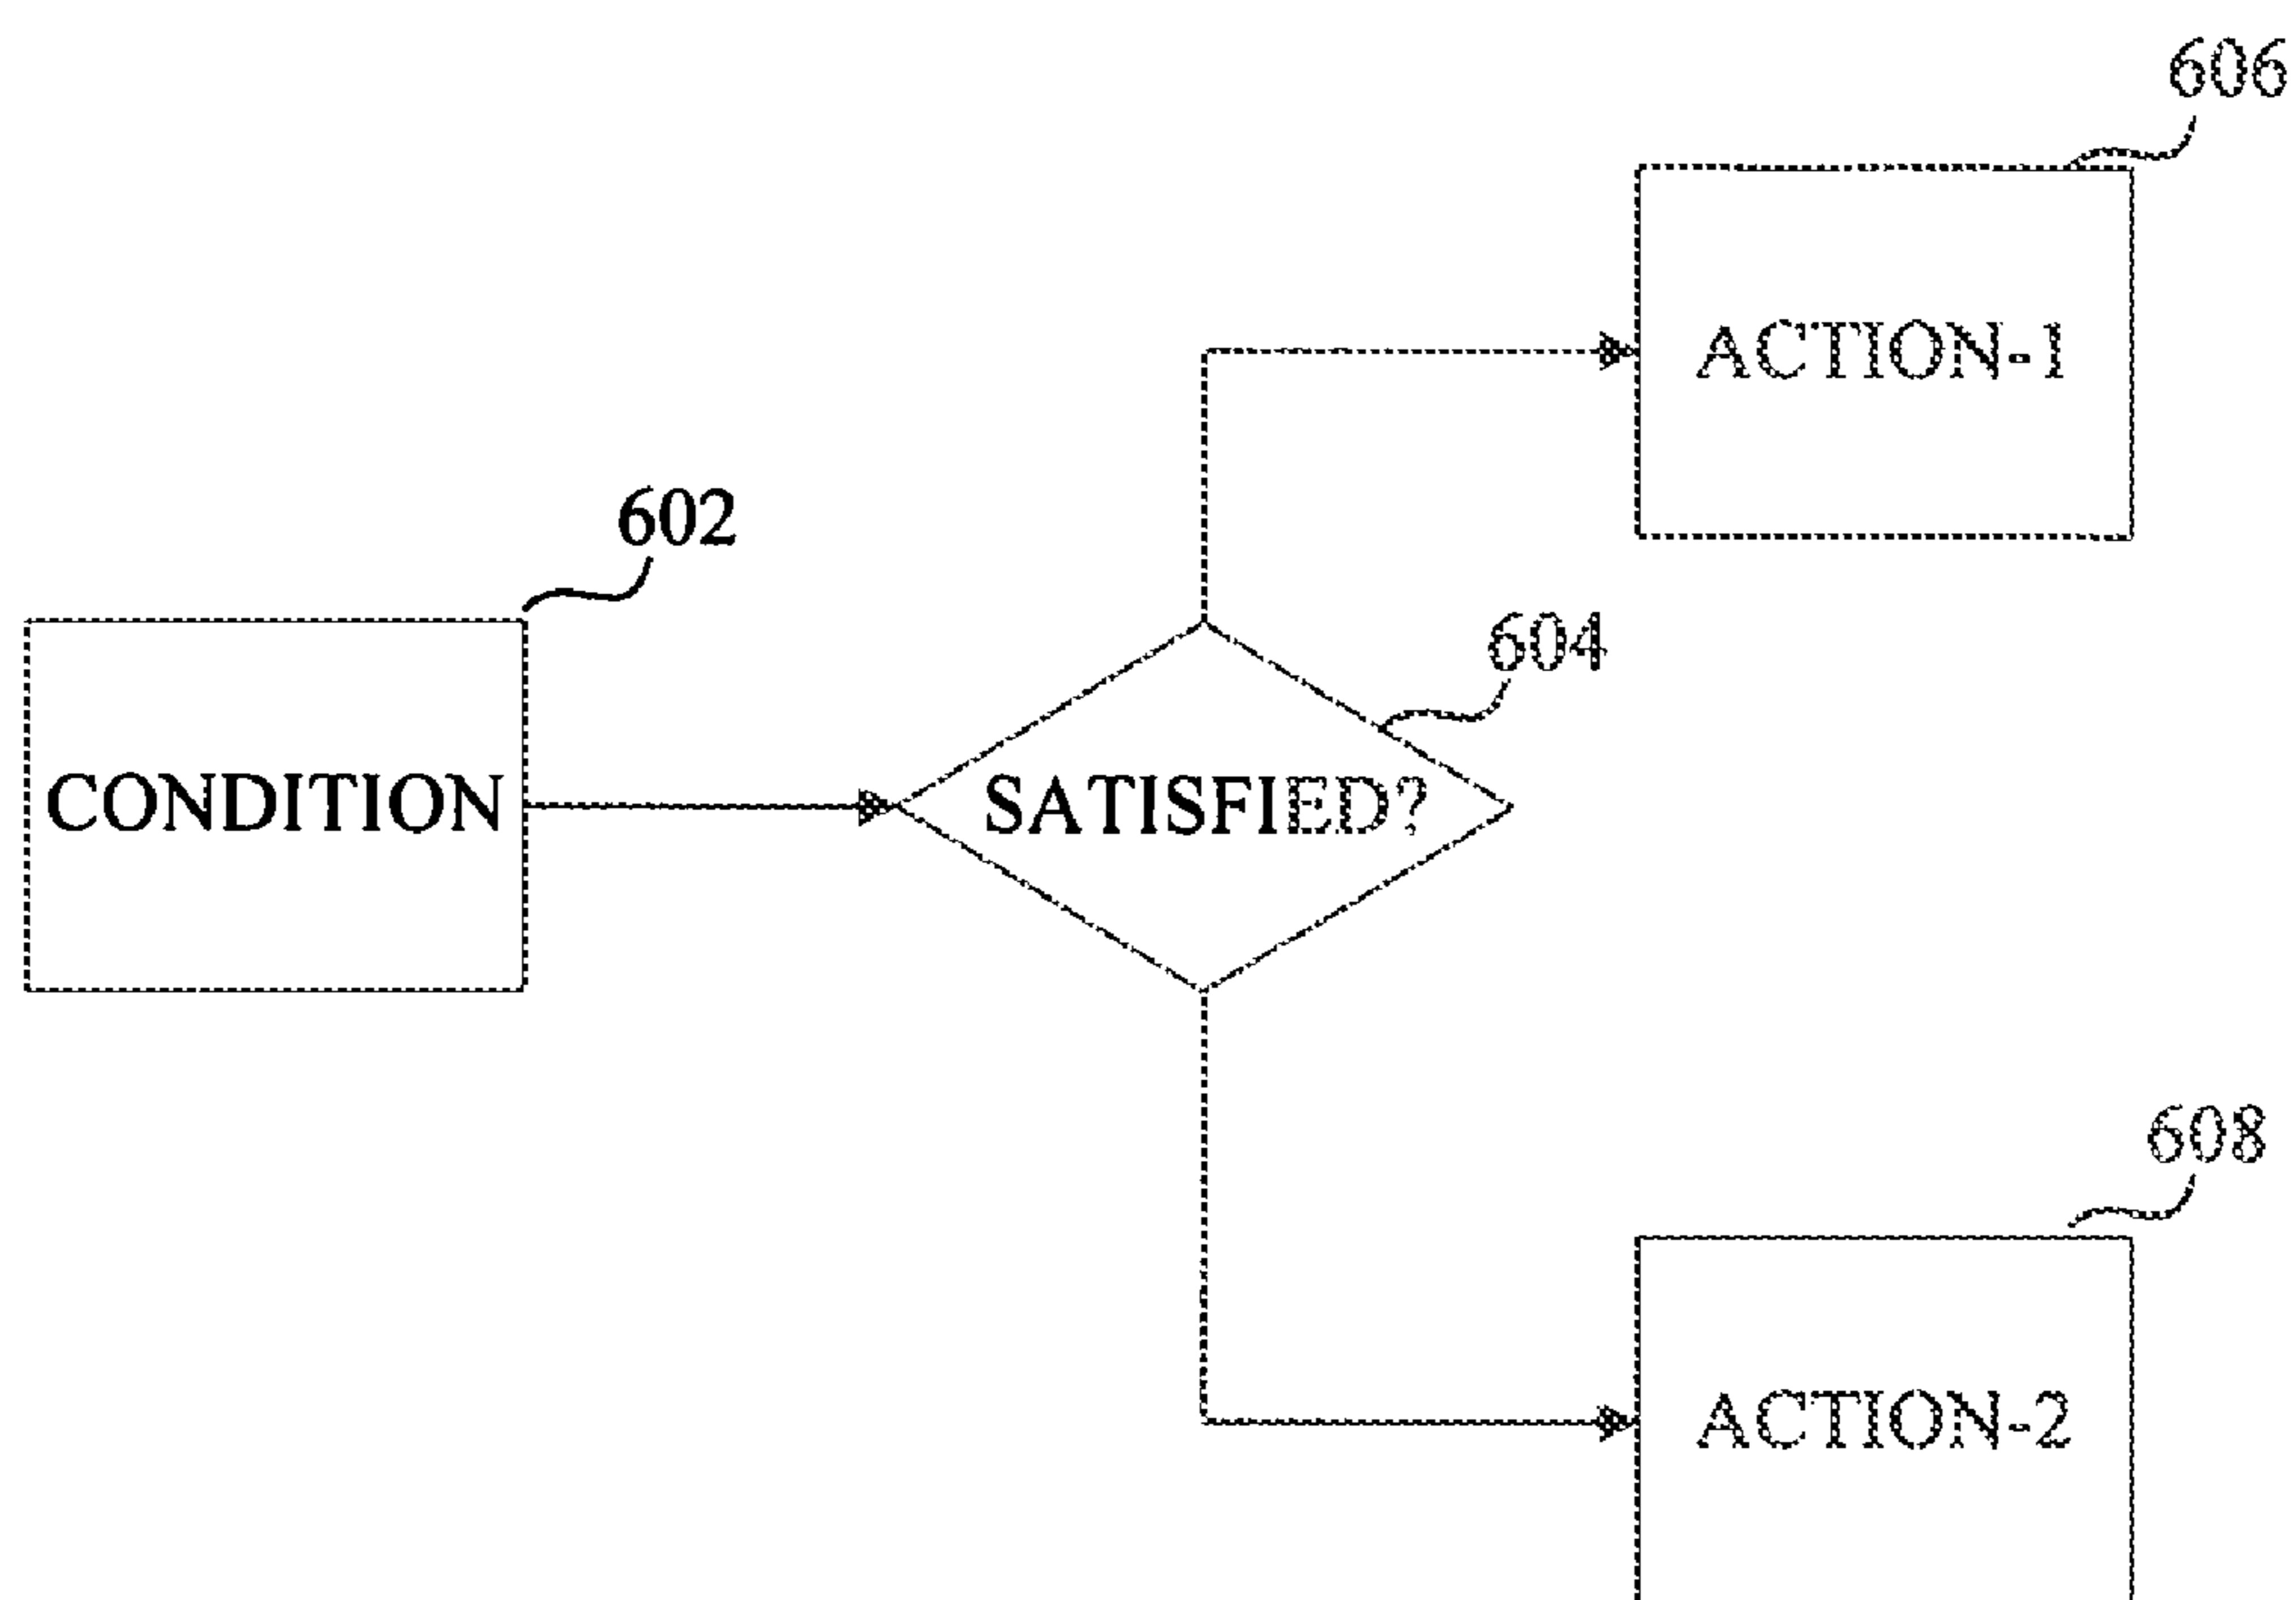 606
ACTION-1
602
604
CONDITION
SATISFIED?
608
ACTION-2